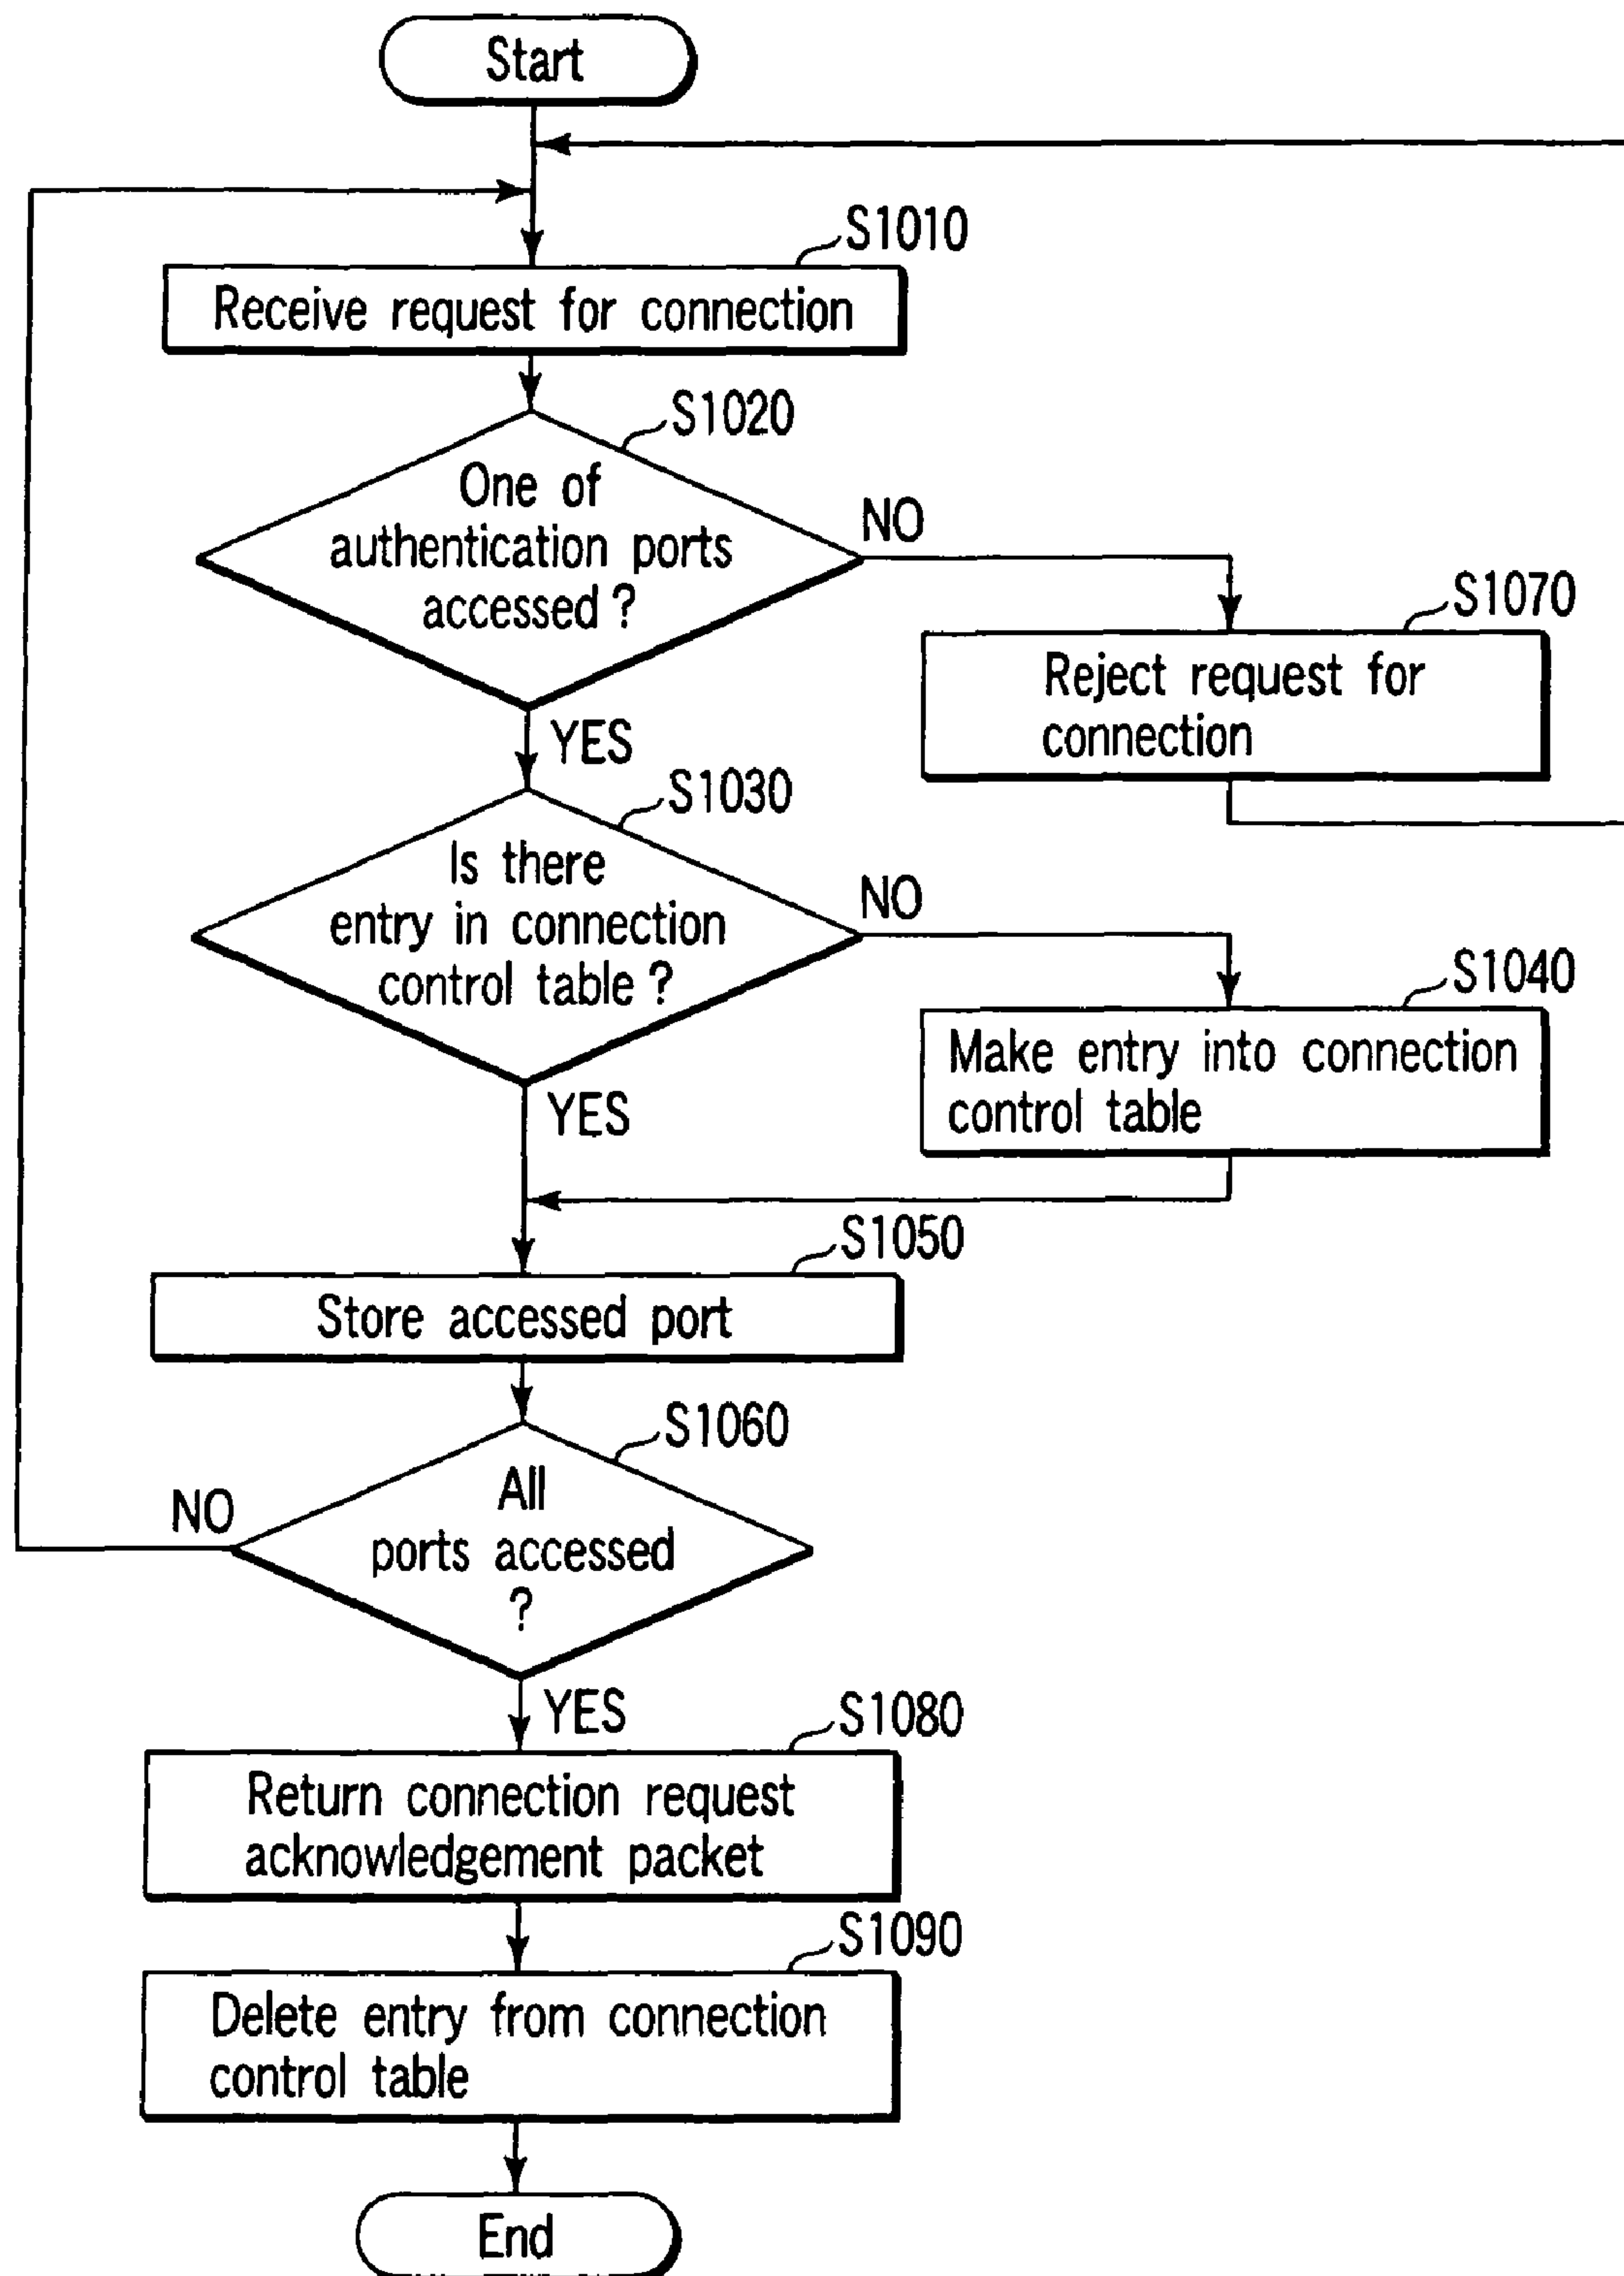 Start
S1010
Receive request for connection
S1020
One of
authentication ports
accessed ?
NO
YES
S1070
Reject request for
connection
S1030
Is there
entry in connection
control table ?
NO
YES
S1040
Make entry into connection
control table
S1050
Store accessed port
S1060
All
ports accessed
?
NO
YES
S1080
Return connection request
acknowledgement packet
S1090
Delete entry from connection
control table
End